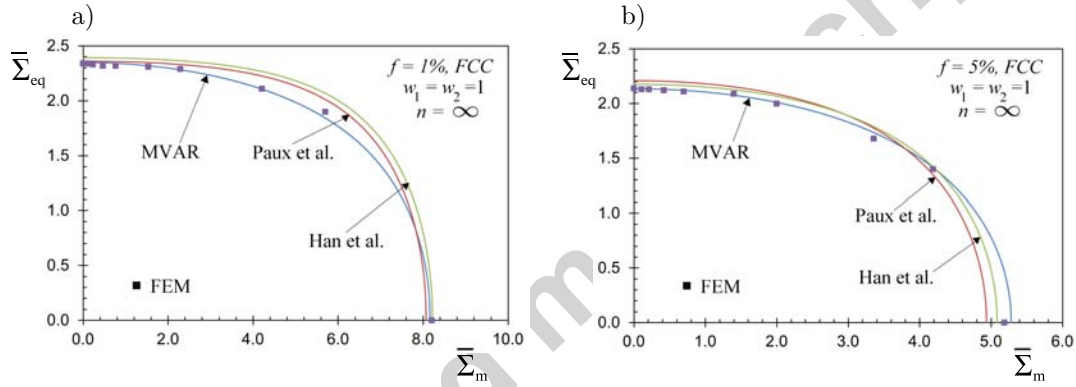 a)
Σ̅eq
2.5
2.0
1.5
1.0
0.5
0.0
f = 1%, FCC
w1 = w2 =1
n = ∞
MVAR
Paux et al.
Han et al.
■ FEM
0.0 2.0 4.0 6.0 8.0 10.0
Σ̅m
b)
Σ̅eq
2.5
2.0
1.5
1.0
0.5
0.0
f = 5%, FCC
w1 = w2 =1
n = ∞
MVAR
Paux et al.
Han et al.
■ FEM
0.0 1.0 2.0 3.0 4.0 5.0 6.0
Σ̅m